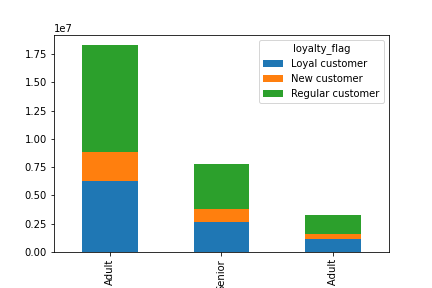 1e7
1.75
1.50
1.25
1.00
0.75
0.50
0.25
0.00
loyalty_flag
Loyal customer
New customer
Regular customer
Adult
Senior
Adult